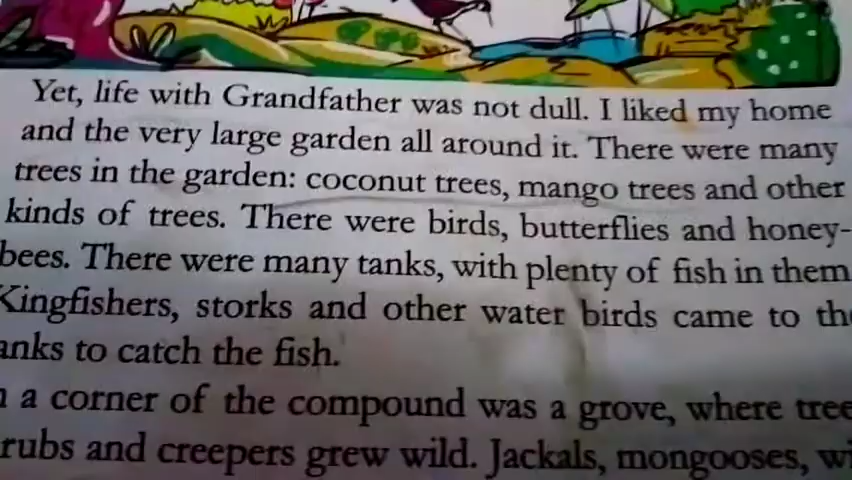 Yet, life with Grandfather was not dull. I liked my home
and the very large garden all around it. There were many
trees in the garden: coconut trees, mango trees and other
kinds of trees. There were birds, butterflies and honey-
bees. There were many tanks, with plenty of fish in them
Kingfishers, storks and other water birds came to the
anks to catch the fish.
a corner of the compound was a grove, where tree
rubs and creepers grew wild. Jackals, mongooses,